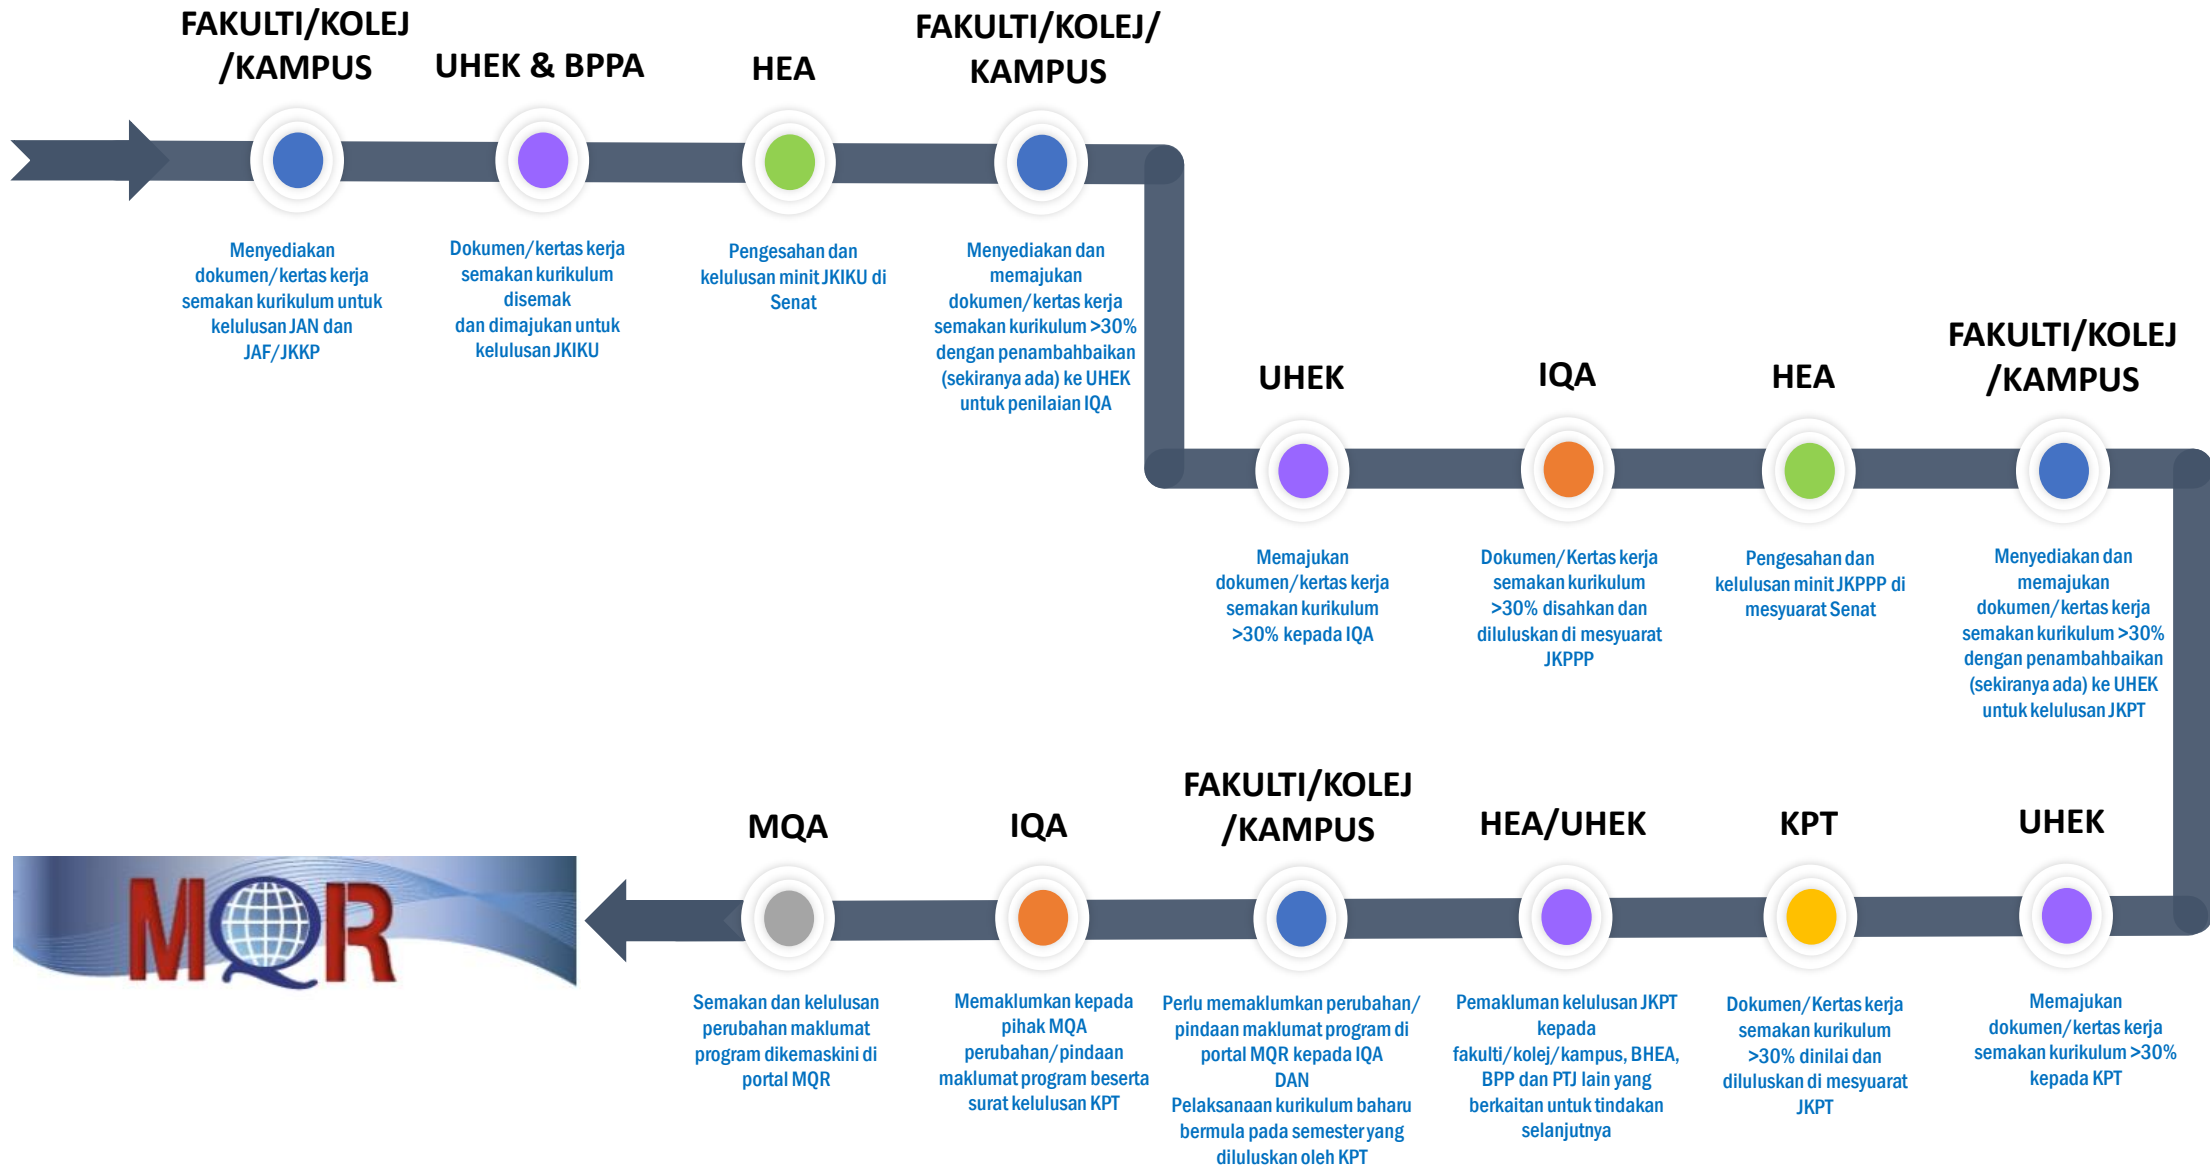 FAKULTI/KOLEJ
/KAMPUS
Menyediakan
dokumen/kertas kerja
semakan kurikulum untuk
kelulusan JAN dan
JAF/JKKP
UHEK & BPPA
Dokumen/kertas kerja
semakan kurikulum
disemak
dan dimajukan untuk
kelulusan JKIKU
HEA
Pengesahan dan
kelulusan minit JKIKU di
Senat
FAKULTI/KOLEJ/
KAMPUS
Menyediakan dan
memajukan
dokumen/kertas kerja
semakan kurikulum >30%
dengan penambahbaikan
(sekiranya ada) ke UHEK
untuk penilaian IQA
UHEK
Memajukan
dokumen/kertas kerja
semakan kurikulum
>30% kepada IQA
IQA
Dokumen/Kertas kerja
semakan kurikulum
>30% disahkan dan
diluluskan di mesyuarat
JKPPP
HEA
Pengesahan dan
kelulusan minit JKPPP di
mesyuarat Senat
FAKULTI/KOLEJ
/KAMPUS
Menyediakan dan
memajukan
dokumen/kertas kerja
semakan kurikulum >30%
dengan penambahbaikan
(sekiranya ada) ke UHEK
untuk kelulusan JKPT
UHEK
Memajukan
dokumen/kertas kerja
semakan kurikulum >30%
kepada KPT
KPT
Dokumen/Kertas kerja
semakan kurikulum
>30% dinilai dan
diluluskan di mesyuarat
JKPT
HEA/UHEK
Pemakluman kelulusan JKPT
kepada
fakulti/kolej/kampus, BHEA,
BPP dan PTJ lain yang
berkaitan untuk tindakan
selanjutnya
FAKULTI/KOLEJ
/KAMPUS
Perlu memaklumkan perubahan/
pindaan maklumat program di
portal MQR kepada IQA
DAN
Pelaksanaan kurikulum baharu
bermula pada semester yang
diluluskan oleh KPT
IQA
Memaklumkan kepada
pihak MQA
perubahan/pindaan
maklumat program beserta
surat kelulusan KPT
MQA
Semakan dan kelulusan
perubahan maklumat
program dikemaskini di
portal MQR
MQR